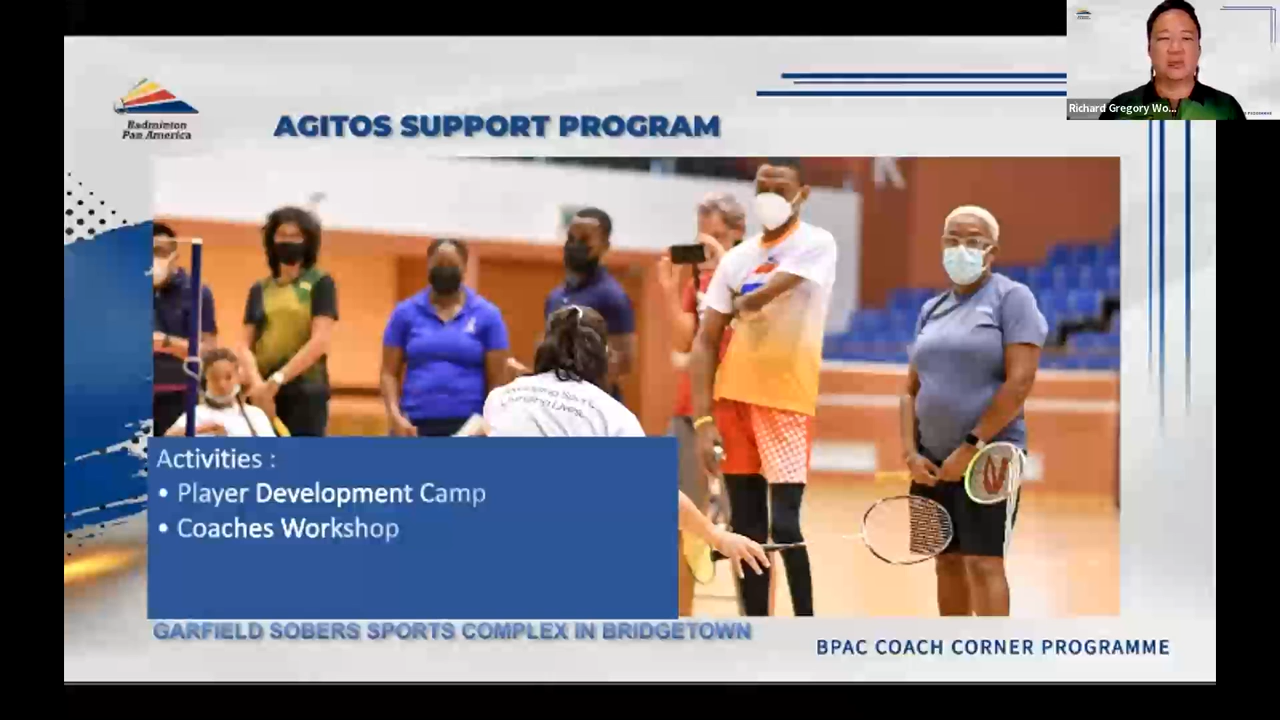 Badminton
Pan America
AGITOS SUPPORT PROGRAM
Richard Gregory Wo...
Activities :
• Player Development Camp
• Coaches Workshop
GARFIELD SOBERS SPORTS COMPLEX IN BRIDGETOWN
BPAC COACH CORNER PROGRAMME